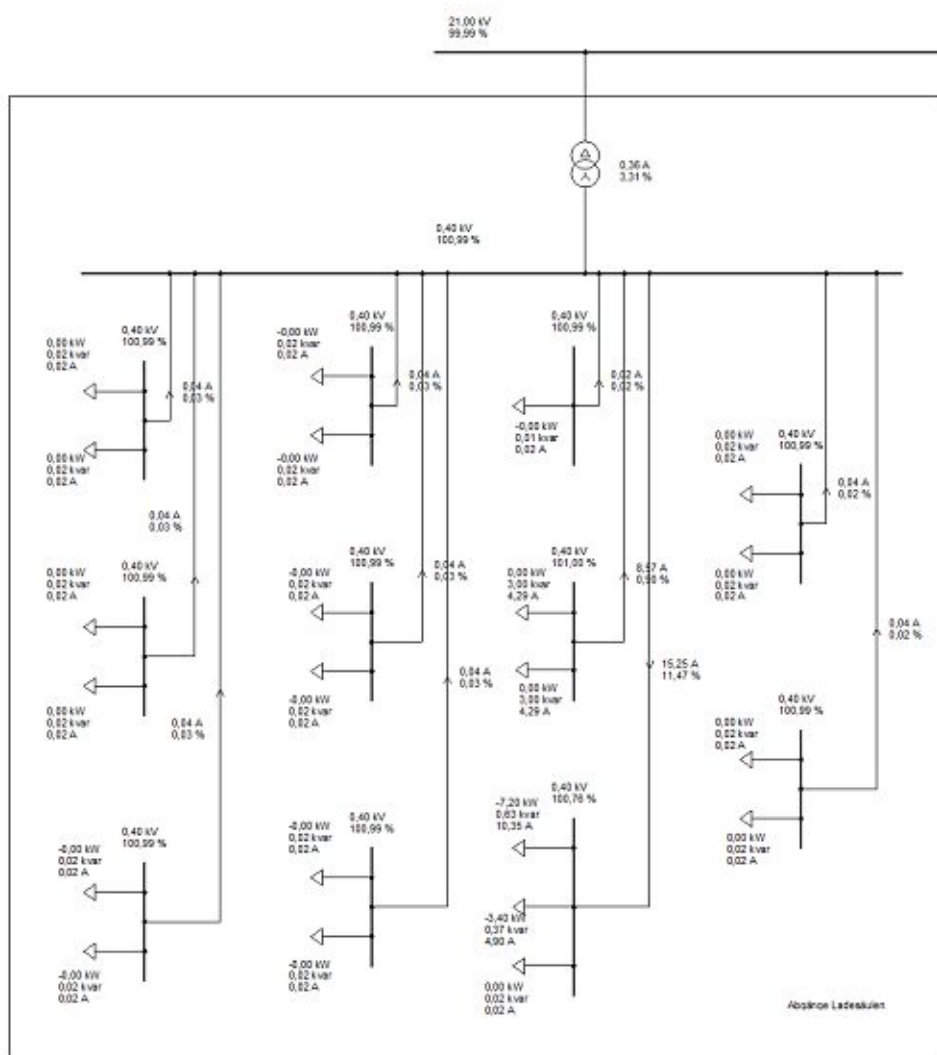 21,00 kV
99,99 %
0,36 A
3,31 %
0,40 kV
100,99 %
0,00 kW
0,02 kvar
0,02 A
0,40 kV
100,99 %
0,04 A
0,03 %
0,00 kW
0,02 kvar
0,02 A
-0,00 kW
0,02 kvar
0,02 A
0,40 kV
100,99 %
0,04 A
0,03 %
-0,00 kW
0,02 kvar
0,02 A
0,40 kV
100,99 %
0,02 A
0,02 %
-0,00 kW
0,01 kvar
0,02 A
0,00 kW
0,02 kvar
0,02 A
0,40 kV
100,99 %
0,04 A
0,02 %
0,00 kW
0,02 kvar
0,02 A
0,04 A
0,03 %
0,00 kW
0,02 kvar
0,02 A
0,40 kV
100,99 %
0,00 kW
0,02 kvar
0,02 A
-0,00 kW
0,02 kvar
0,02 A
0,40 kV
100,99 %
0,04 A
0,03 %
-0,00 kW
0,02 kvar
0,02 A
0,00 kW
3,00 kvar
4,29 A
0,40 kV
101,00 %
8,57 A
0,00 kW
3,00 kvar
4,29 A
15,25 A
11,47 %
0,04 A
0,02 %
0,04 A
0,03 %
0,04 A
0,03 %
0,00 kW
0,02 kvar
0,02 A
0,40 kV
100,99 %
0,00 kW
0,02 kvar
0,02 A
-0,00 kW
0,02 kvar
0,02 A
0,40 kV
100,99 %
-0,00 kW
0,02 kvar
0,02 A
-0,00 kW
0,02 kvar
0,02 A
0,40 kV
100,99 %
-0,00 kW
0,02 kvar
0,02 A
-7,20 kW
0,63 kvar
10,35 A
0,40 kV
100,76 %
-3,40 kW
0,37 kvar
4,90 A
0,00 kW
0,02 kvar
0,02 A
Abgänge Ladesäulen